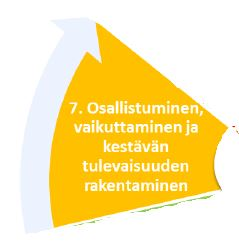 7. Osallistuminen,
vaikuttaminen ja
kestävän
tulevaisuuden
rakentaminen